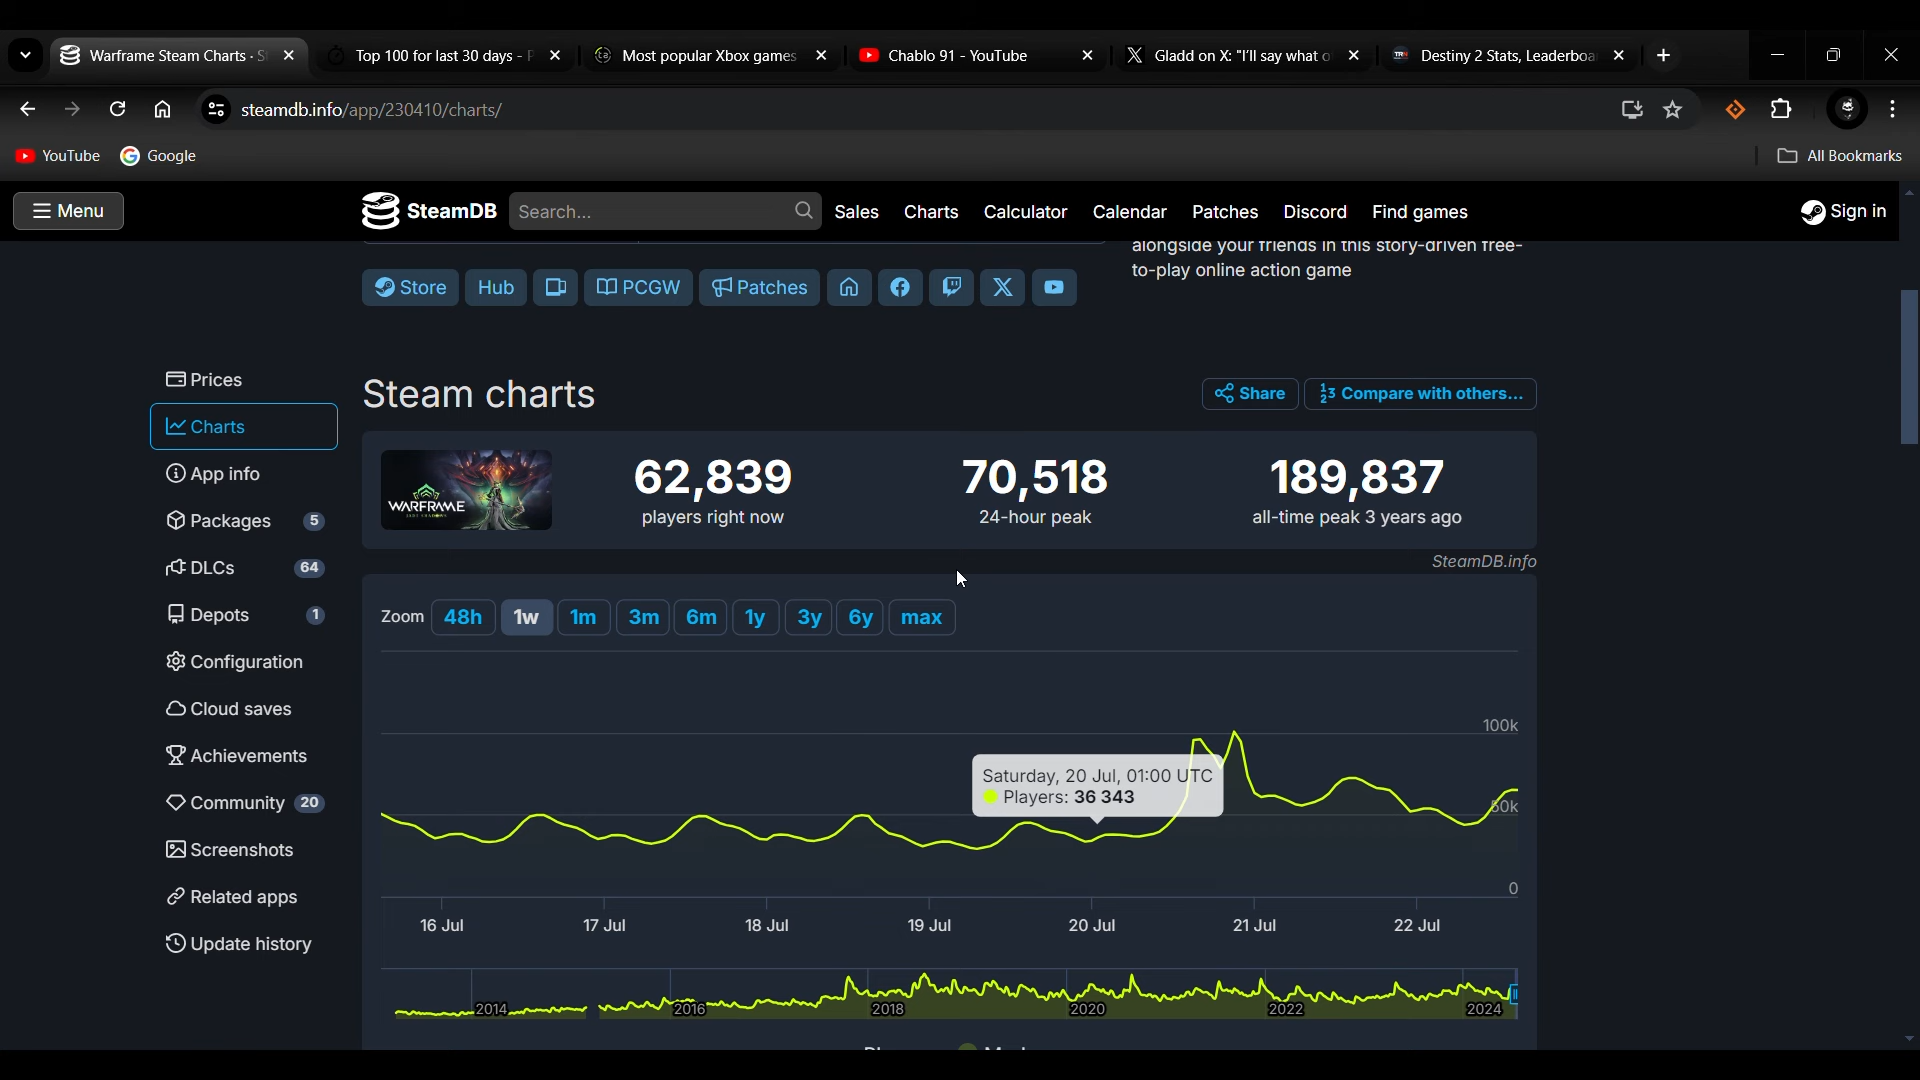 Warframe Steam Charts · S
Top 100 for last 30 days - P
Most popular Xbox games
Chablo 91 - YouTube
Gladd on X: "I'll say what o
TRN
Destiny 2 Stats, Leaderboa
steamdb.info/app/230410/charts/
YouTube
Google
All Bookmarks
Menu
SteamDB
Search...
Sales
Charts
Calculator
Calendar
Patches
Discord
Find games
Sign in
alongside your friends in this story-driven free-
to-play online action game
Store
Hub
PCGW
Patches
Prices
Charts
App info
Packages 5
DLCs 64
Depots 1
Configuration
Cloud saves
Achievements
Community 20
Screenshots
Related apps
Update history
Steam charts
Share
Compare with others...
WARFRAME
62,839
players right now
70,518
24-hour peak
189,837
all-time peak 3 years ago
SteamDB.info
Zoom 48h 1w 1m 3m 6m 1y 3y 6y max
100k
Saturday, 20 Jul, 01:00 UTC
Players: 36 343
50k
0
16 Jul 17 Jul 18 Jul 19 Jul 20 Jul 21 Jul 22 Jul
2014 2016 2018 2020 2022 2024